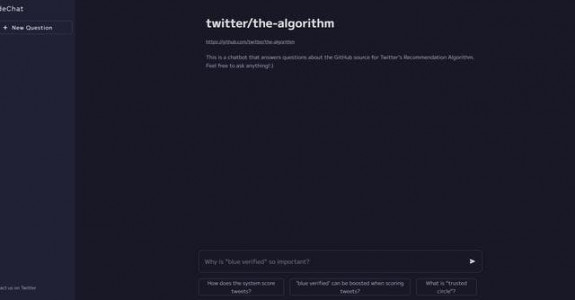 deChat
+ New Question
twitter/the-algorithm
https://github.com/twitter/the-algorithm
This is a chatbot that answers questions about the GitHub source for Twitter's Recommendation Algorithm.
Feel free to ask anything! :)
Why is "blue verified" so important?
How does the system score
tweets?
'blue verified' can be boosted when scoring
tweets?
What is "trusted
circle"?
act us on Twitter